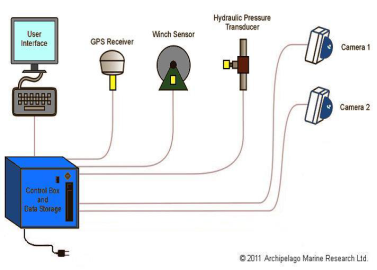 User
Interface
GPS Receiver
Winch Sensor
Hydraulic Pressure
Transducer
Camera 1
Camera 2
Control Box
and
Data Storage
© 2011 Archipelago Marine Research Ltd.